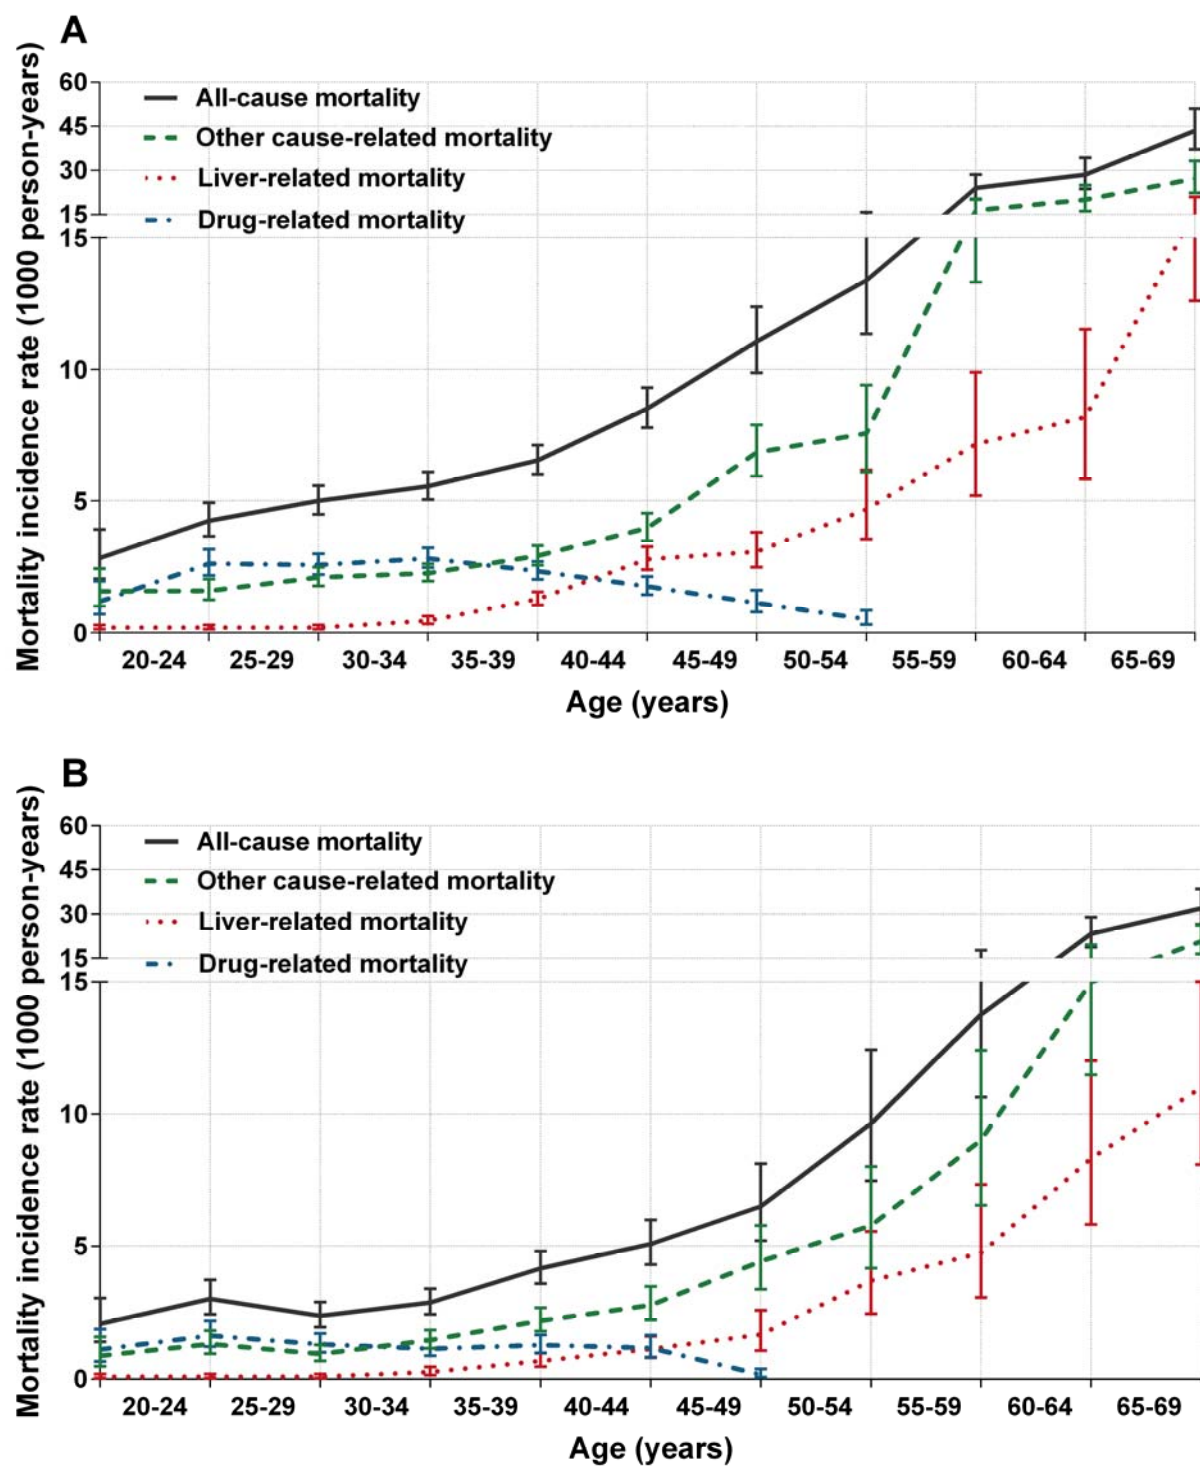 A
Mortality incidence rate (1000 person-years)
60
45
30
15
15
10
5
0
All-cause mortality
Other cause-related mortality
Liver-related mortality
Drug-related mortality
20-24 25-29 30-34 35-39 40-44 45-49 50-54 55-59 60-64 65-69
Age (years)
B
Mortality incidence rate (1000 person-years)
60
45
30
15
15
10
5
0
All-cause mortality
Other cause-related mortality
Liver-related mortality
Drug-related mortality
20-24 25-29 30-34 35-39 40-44 45-49 50-54 55-59 60-64 65-69
Age (years)